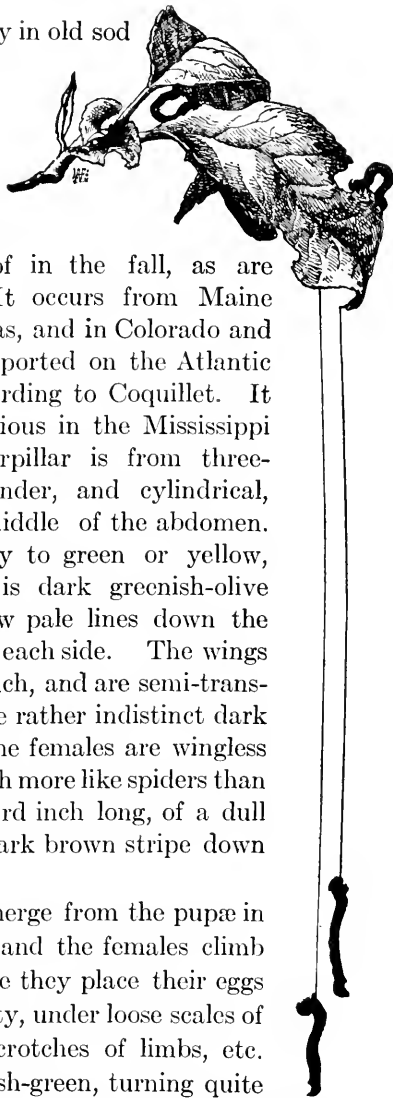 y in old sod
of in the fall, as are
It occurs from Maine
as, and in Colorado and
ported on the Atlantic
rding to Coquillet. It
ious in the Mississippi
rpillar is from three-
nder, and cylindrical,
middle of the abdomen.
y to green or yellow,
is dark greenish-olive
w pale lines down the
each side. The wings
ch, and are semi-trans-
e rather indistinct dark
ne females are wingless
h more like spiders than
rd inch long, of a dull
ark brown stripe down
nerge from the pupæ in
and the females climb
e they place their eggs
ty, under loose scales of
crotches of limbs, etc.
sh-green, turning quite